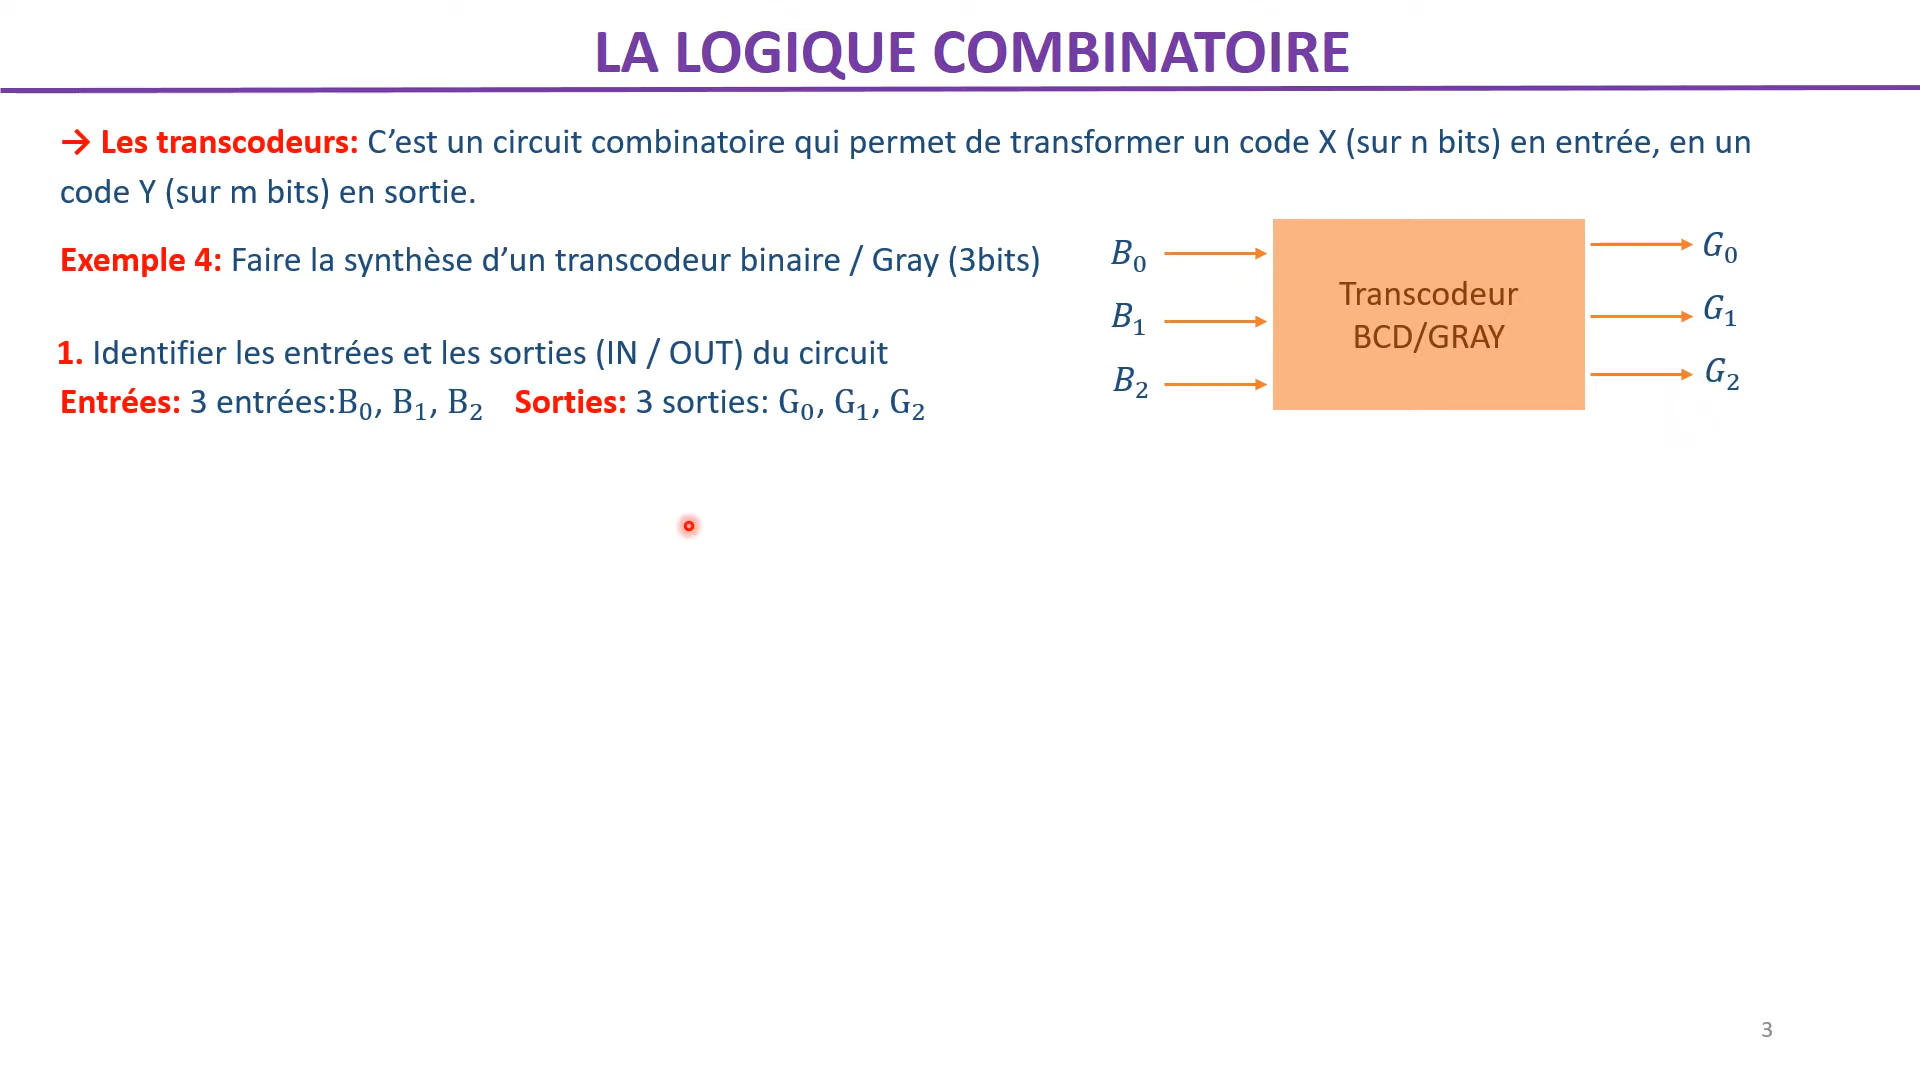 LA LOGIQUE COMBINATOIRE
→ Les transcodeurs: C’est un circuit combinatoire qui permet de transformer un code X (sur n bits) en entrée, en un
code Y (sur m bits) en sortie.
Exemple 4: Faire la synthèse d’un transcodeur binaire / Gray (3bits)
1. Identifier les entrées et les sorties (IN / OUT) du circuit
Entrées: 3 entrées:B₀, B₁, B₂ Sorties: 3 sorties: G₀, G₁, G₂
B₀
B₁
B₂
Transcodeur
BCD/GRAY
G₀
G₁
G₂
3